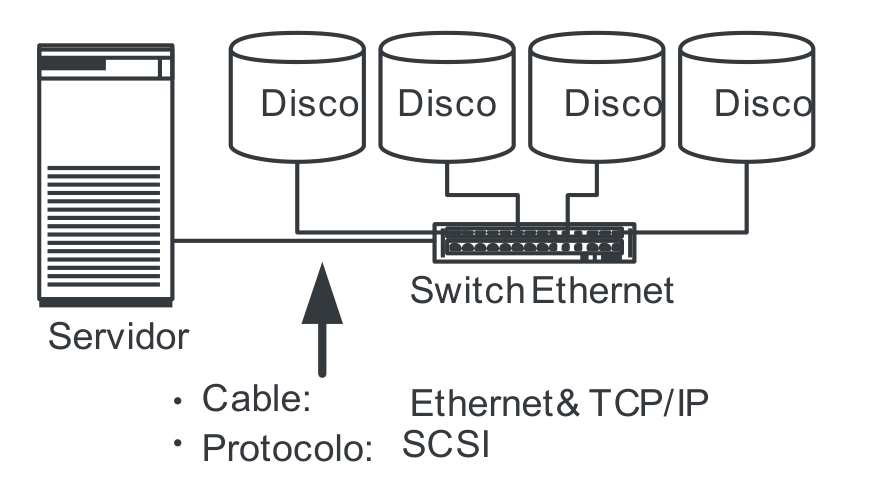 Disco Disco Disco Disco
Switch Ethernet
Servidor
• Cable: Ethernet& TCP/IP
• Protocolo: SCSI